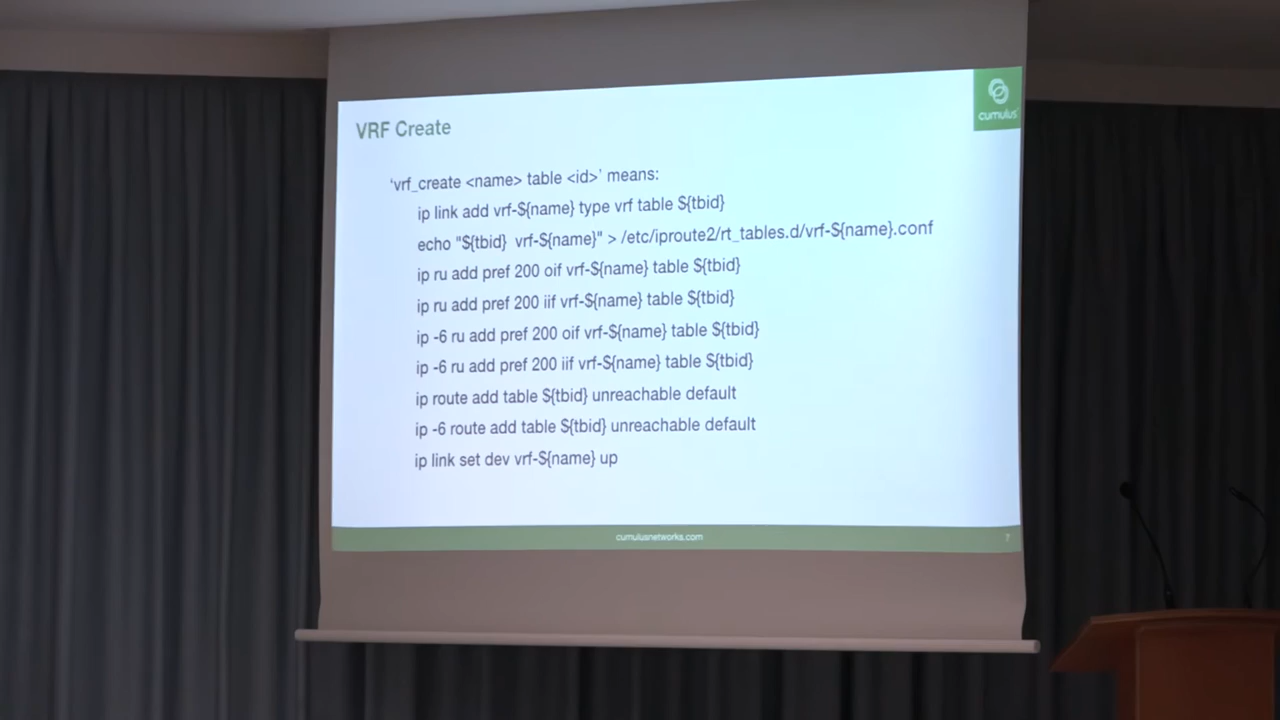 cumulus
VRF Create
'vrf_create <name> table <id>' means:
ip link add vrf-${name} type vrf table ${tbid}
echo "${tbid}  vrf-${name}" > /etc/iproute2/rt_tables.d/vrf-${name}.conf
ip ru add pref 200 oif vrf-${name} table ${tbid}
ip ru add pref 200 iif vrf-${name} table ${tbid}
ip -6 ru add pref 200 oif vrf-${name} table ${tbid}
ip -6 ru add pref 200 iif vrf-${name} table ${tbid}
ip route add table ${tbid} unreachable default
ip -6 route add table ${tbid} unreachable default
ip link set dev vrf-${name} up
cumulusnetworks.com
7